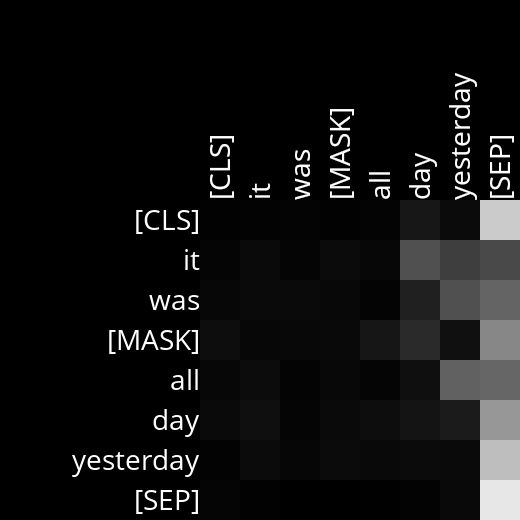 [CLS]
it
was
[MASK]
all
day
yesterday
[SEP]
[CLS]
it
was
[MASK]
all
day
yesterday
[SEP]